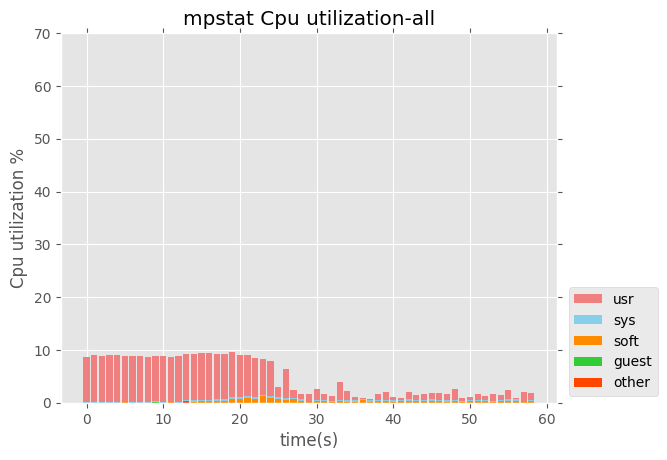 mpstat Cpu utilization-all
Cpu utilization %
70
60
50
40
30
20
10
0
0 10 20 30 40 50 60
time(s)
usr
sys
soft
guest
other